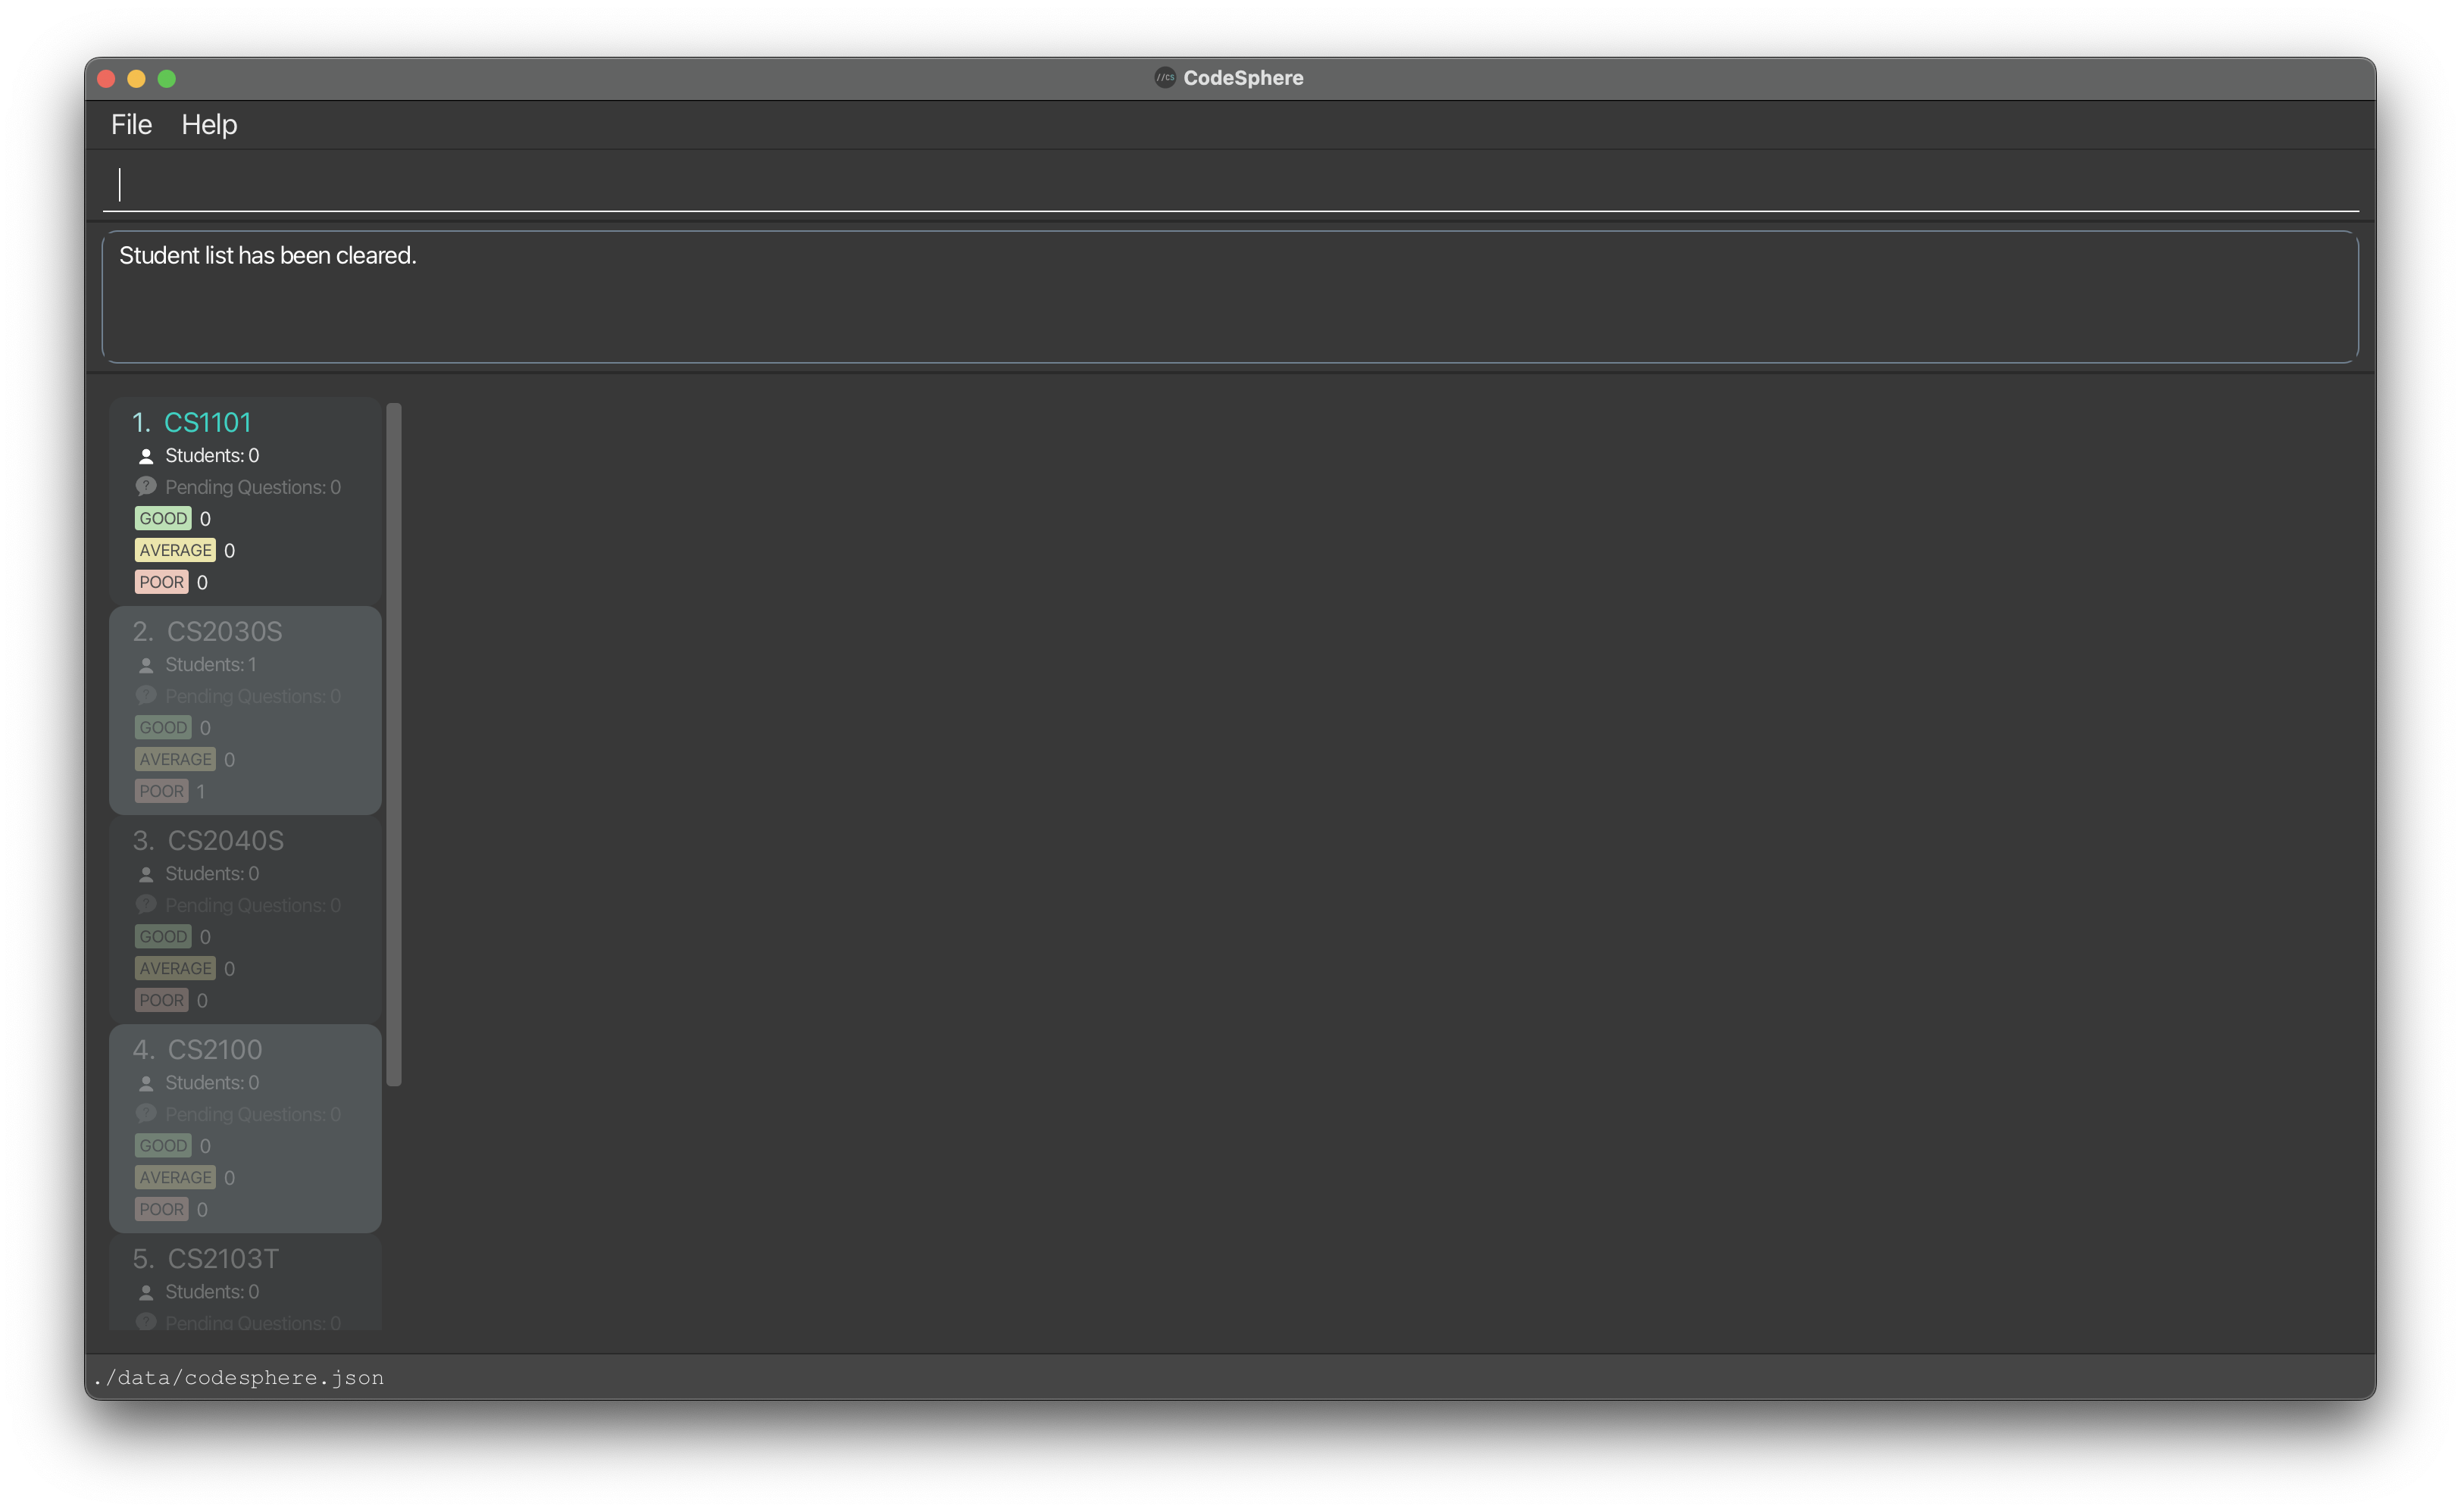 //CS CodeSphere
File Help
Student list has been cleared.
1. CS1101
Students: 0
? Pending Questions: 0
GOOD 0
AVERAGE 0
POOR 0
2. CS2030S
Students: 1
? Pending Questions: 0
GOOD 0
AVERAGE 0
POOR 1
3. CS2040S
Students: 0
? Pending Questions: 0
GOOD 0
AVERAGE 0
POOR 0
4. CS2100
Students: 0
? Pending Questions: 0
GOOD 0
AVERAGE 0
POOR 0
5. CS2103T
Students: 0
? Pending Questions: 0
./data/codesphere.json